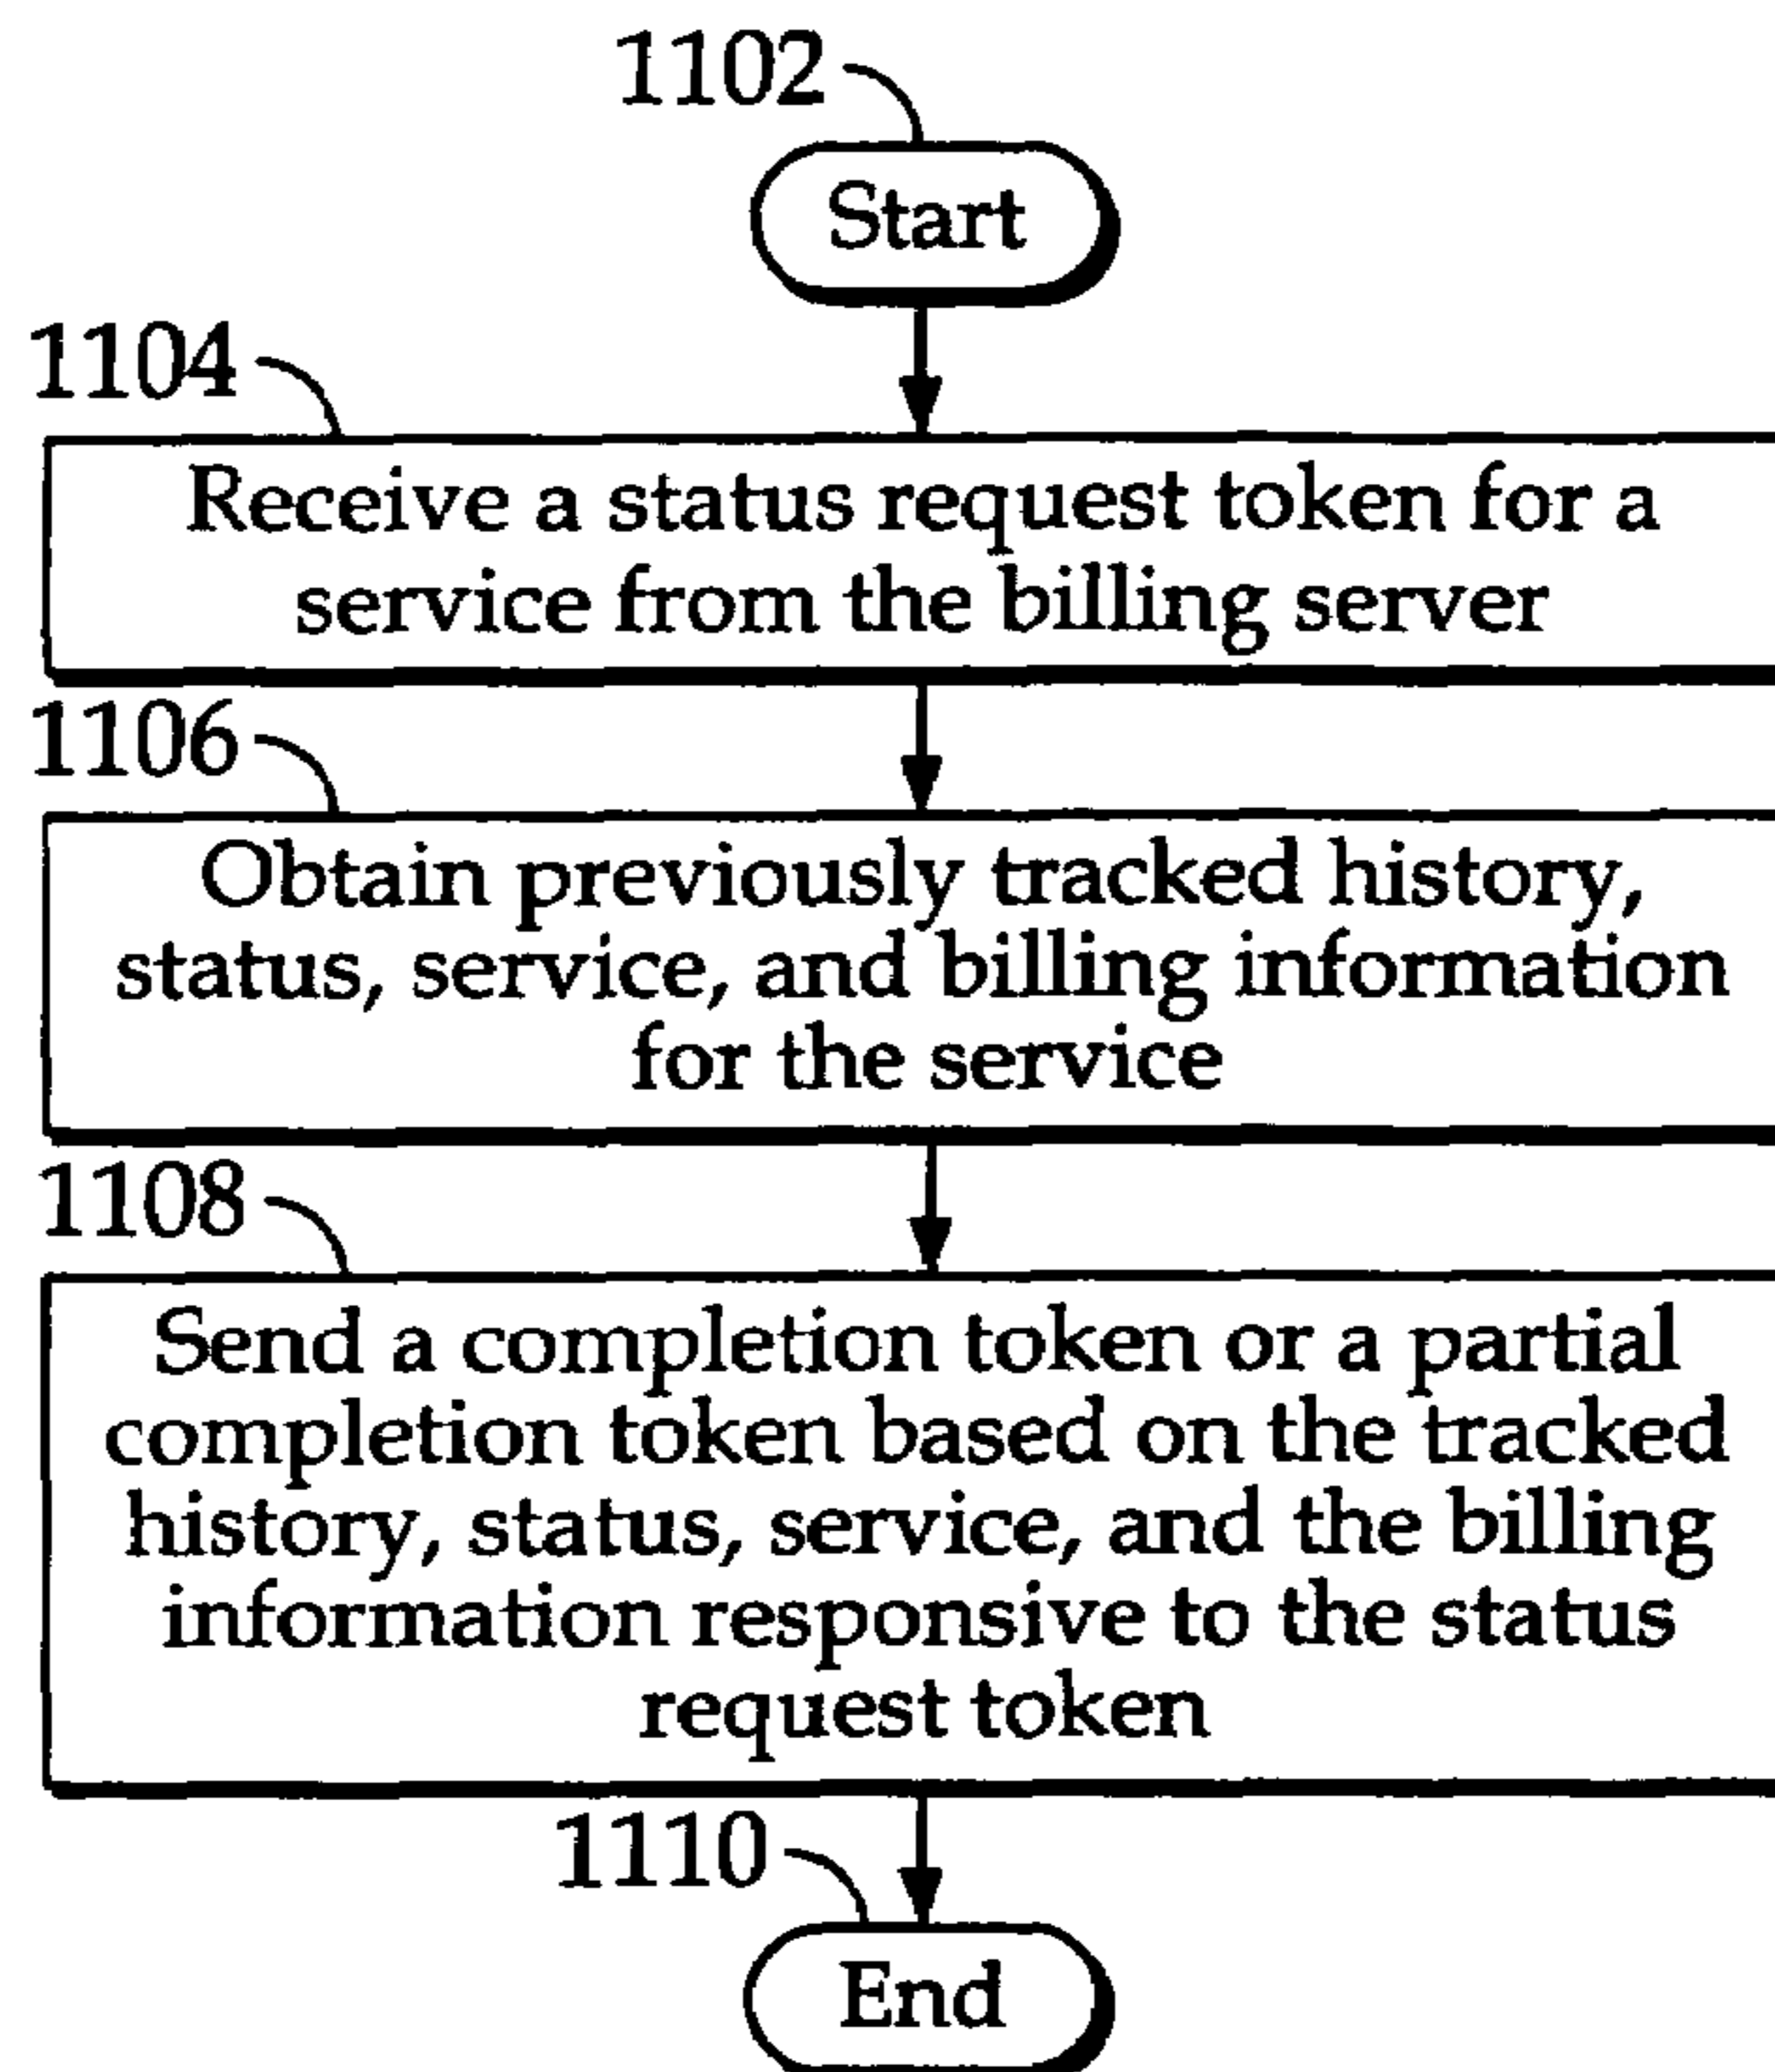 1102
Start
1104
Receive a status request token for a
service from the billing server
1106
Obtain previously tracked history,
status, service, and billing information
for the service
1108
Send a completion token or a partial
completion token based on the tracked
history, status, service, and the billing
information responsive to the status
request token
1110
End